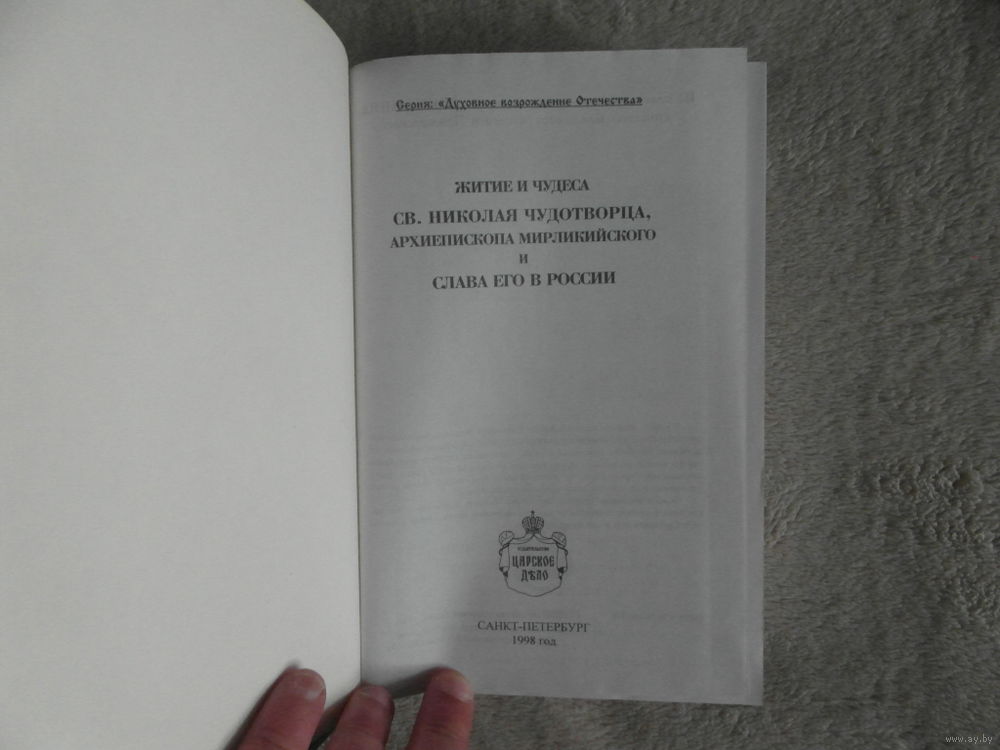 Серия: «Духовное возрождение Отечества»
ЖИТИЕ И ЧУДЕСА
СВ. НИКОЛАЯ ЧУДОТВОРЦА,
АРХИЕПИСКОПА МИРЛИКИЙСКОГО
И
СЛАВА ЕГО В РОССИИ
ИЗДАТЕЛЬСТВО
ЦАРСКОЕ
ДѢЛО
САНКТ-ПЕТЕРБУРГ
1998 год
www.ay.by